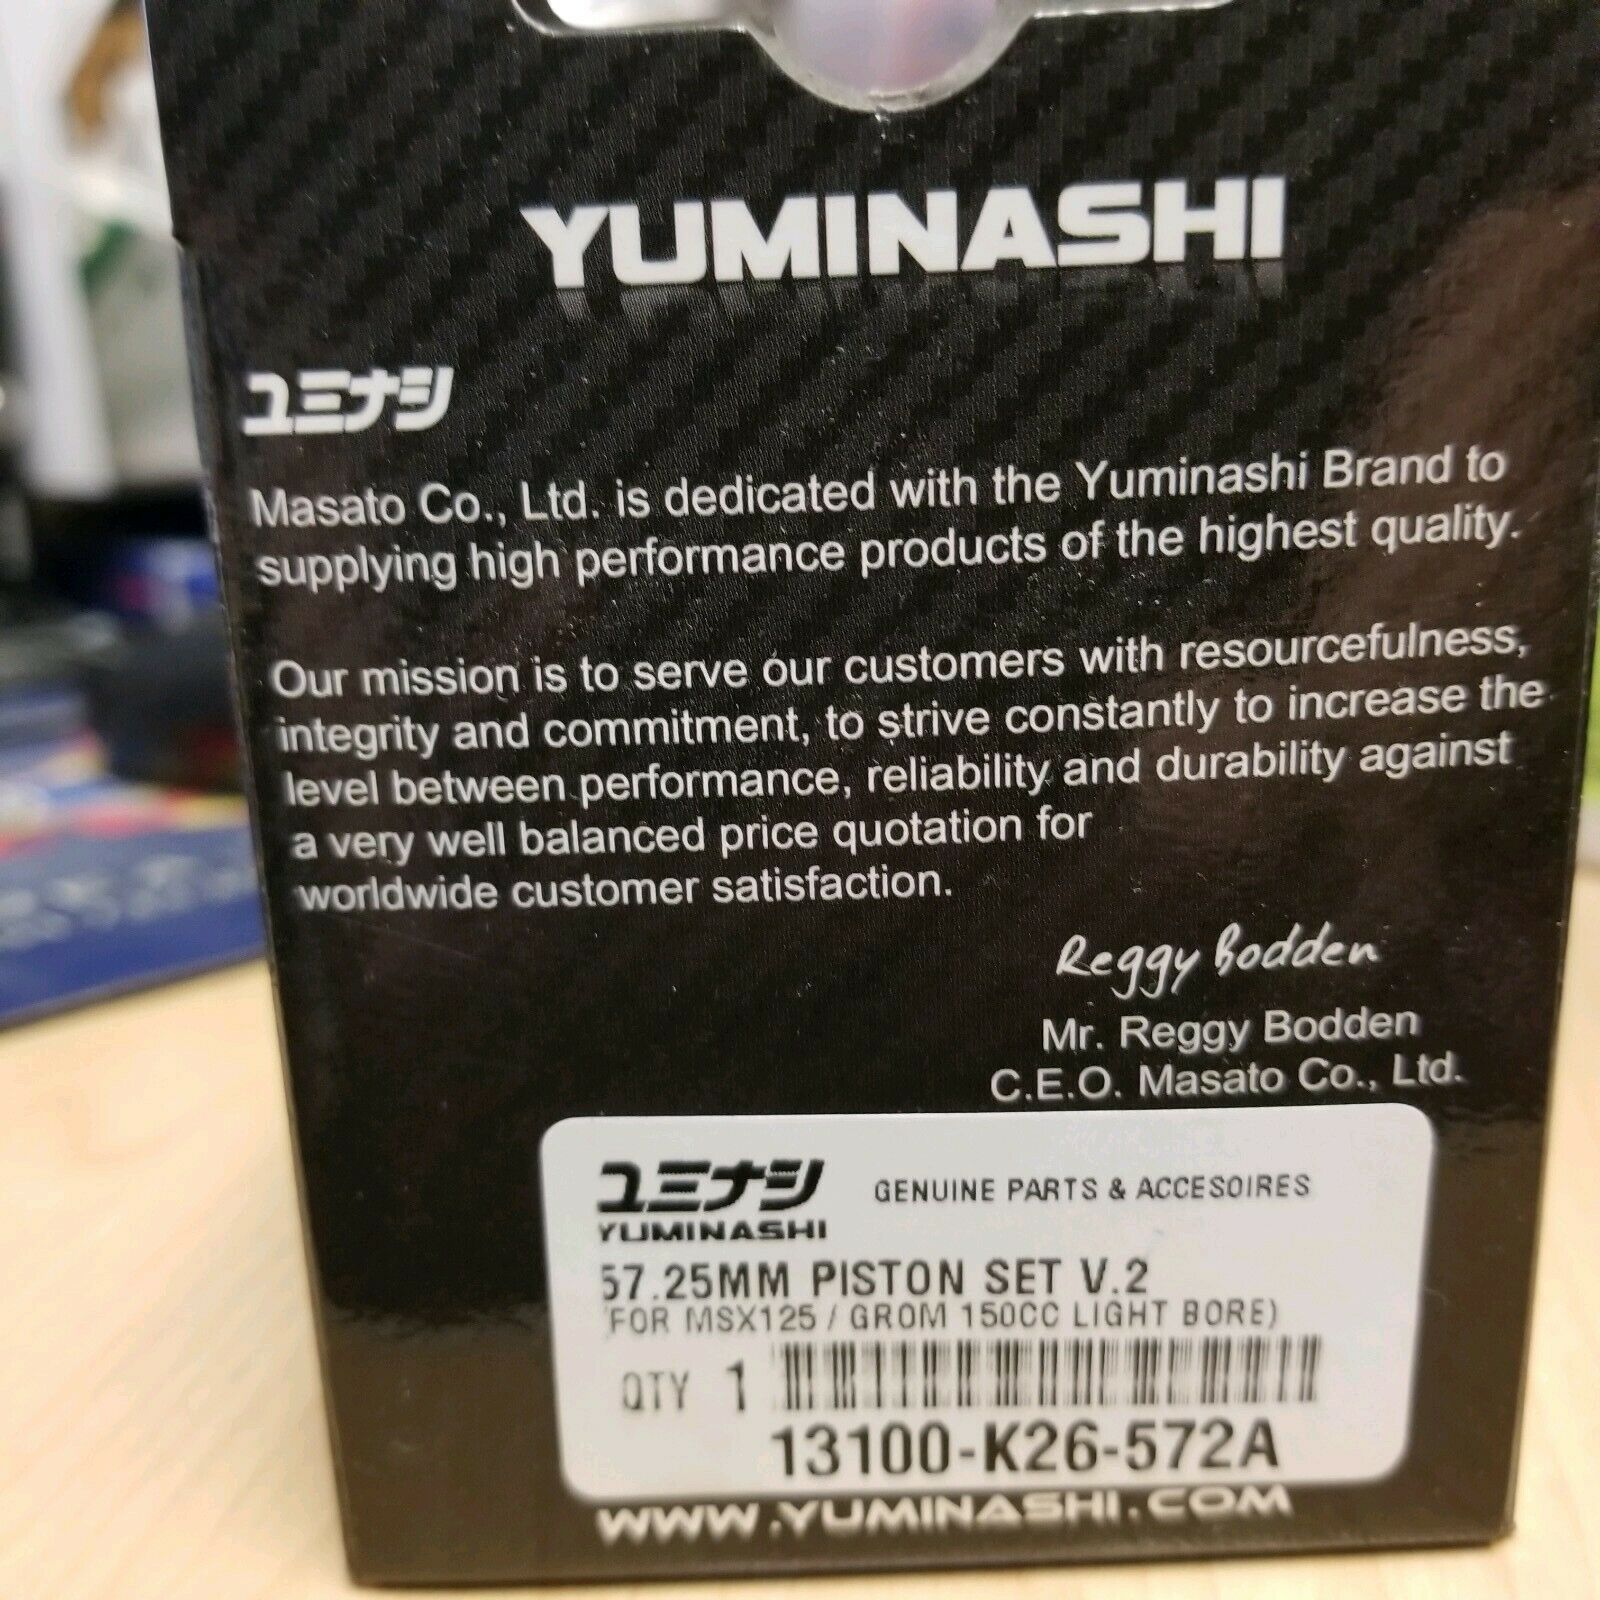 YUMINASHI
ユミナシ
Masato Co., Ltd. is dedicated with the Yuminashi Brand to
supplying high performance products of the highest quality.
Our mission is to serve our customers with resourcefulness,
integrity and commitment, to strive constantly to increase the
level between performance, reliability and durability against
a very well balanced price quotation for
worldwide customer satisfaction.
Reggy Bodden
Mr. Reggy Bodden
C.E.O. Masato Co., Ltd.
ユミナシ GENUINE PARTS & ACCESOIRES
YUMINASHI
57.25MM PISTON SET V.2
(FOR MSX125 / GROM 150CC LIGHT BORE)
QTY 1
13100-K26-572A
WWW.YUMINASHI.COM